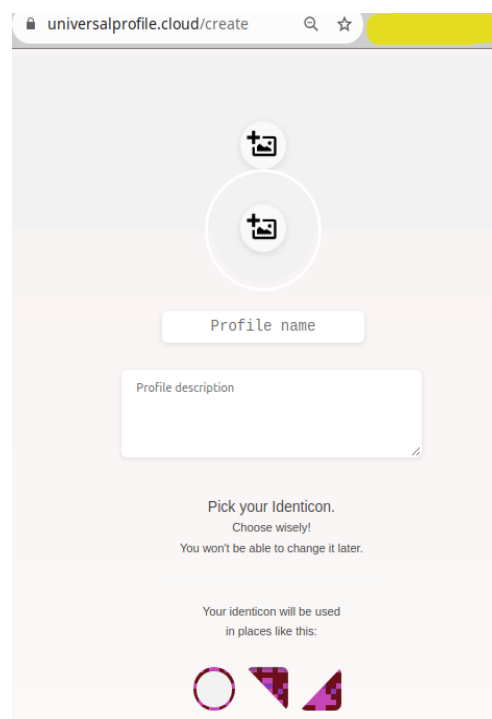 universalprofile.cloud/create
Profile name
Profile description
Pick your Identicon.
Choose wisely!
You won't be able to change it later.
Your identicon will be used
in places like this: